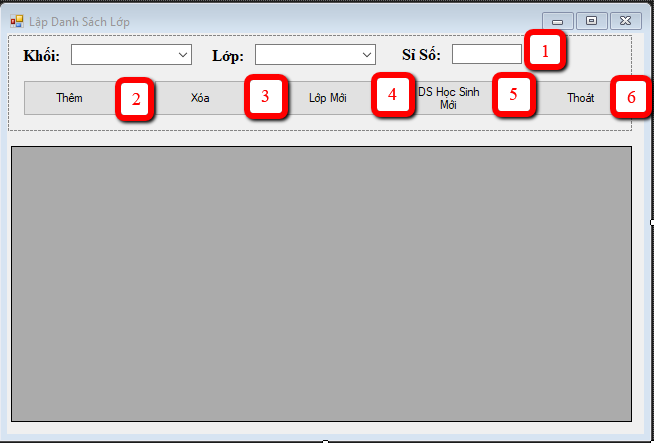 Lập Danh Sách Lớp
Khối: Lớp: Sỉ Số: 1
Thêm 2 Xóa 3 Lớp Mới 4 DS Học Sinh Mới 5 Thoát 6